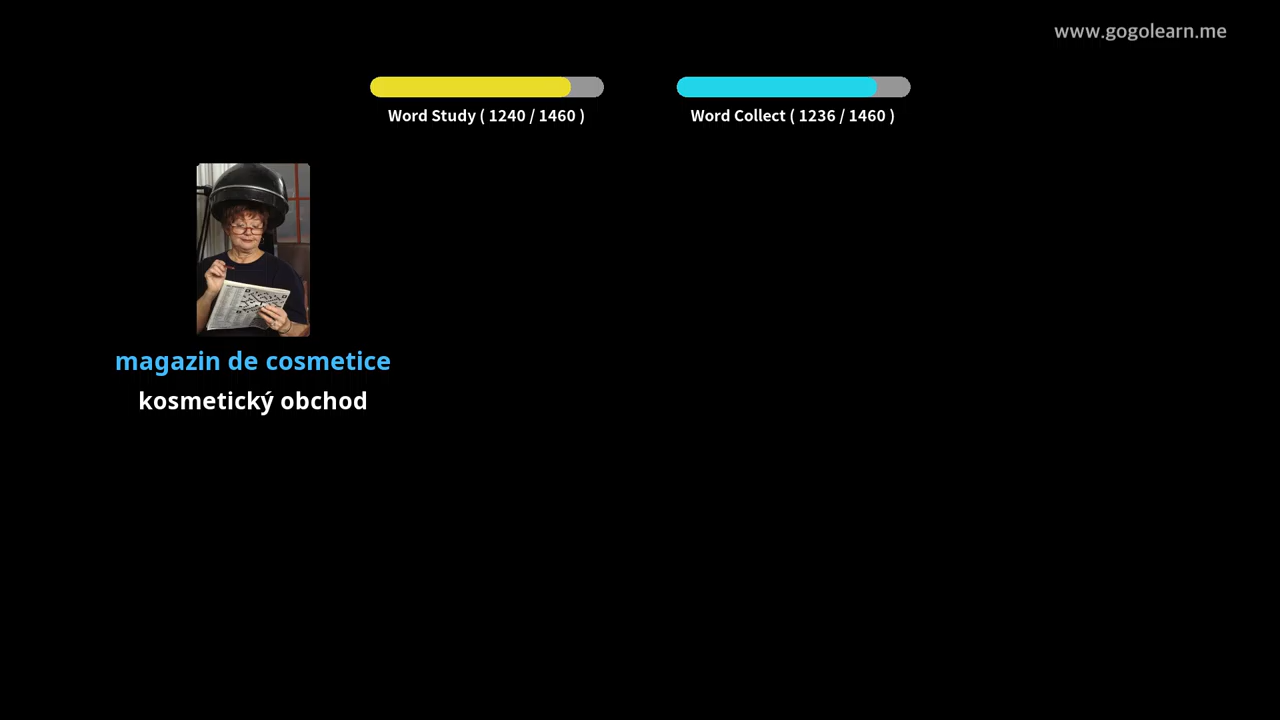 www.gogolearn.me
Word Study ( 1240 / 1460 )
Word Collect ( 1236 / 1460 )
magazin de cosmetice
kosmetický obchod